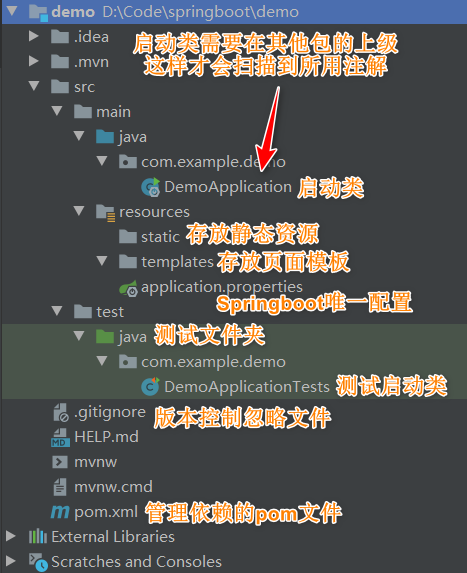 demo D:\Code\springboot\demo
.idea
启动类需要在其他包的上级
.mvn
这样才会扫描到所用注解
src
main
java
com.example.demo
DemoApplication 启动类
resources
static 存放静态资源
templates 存放页面模板
application.properties
Springboot唯一配置
test
java 测试文件夹
com.example.demo
DemoApplicationTests 测试启动类
.gitignore 版本控制忽略文件
HELP.md
mvnw
mvnw.cmd
pom.xml 管理依赖的pom文件
External Libraries
Scratches and Consoles